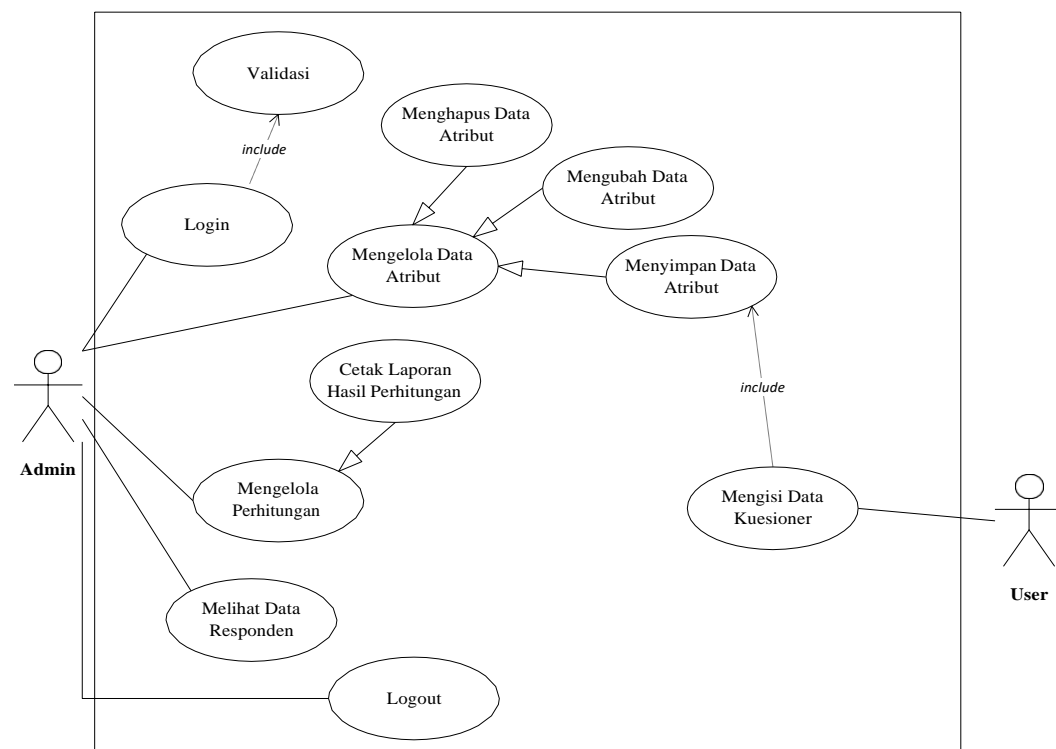 Validasi
Menghapus Data
Atribut
include
Mengubah Data
Atribut
Login
Mengelola Data
Atribut
Menyimpan Data
Atribut
Cetak Laporan
Hasil Perhitungan
include
Admin
Mengelola
Perhitungan
Mengisi Data
Kuesioner
User
Melihat Data
Responden
Logout